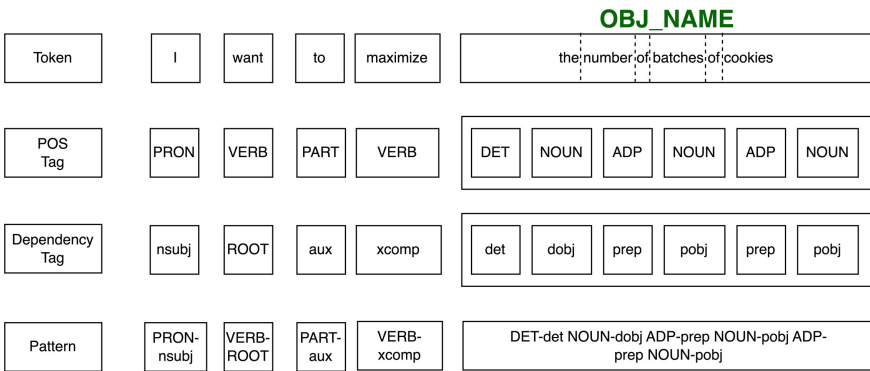 OBJ_NAME
Token I want to maximize the number of batches of cookies
POS
Tag
PRON VERB PART VERB DET NOUN ADP NOUN ADP NOUN
Dependency
Tag
nsubj ROOT aux xcomp det dobj prep pobj prep pobj
Pattern
PRON-
nsubj
VERB-
ROOT
PART-
aux
VERB-
xcomp
DET-det NOUN-dobj ADP-prep NOUN-pobj ADP-
prep NOUN-pobj